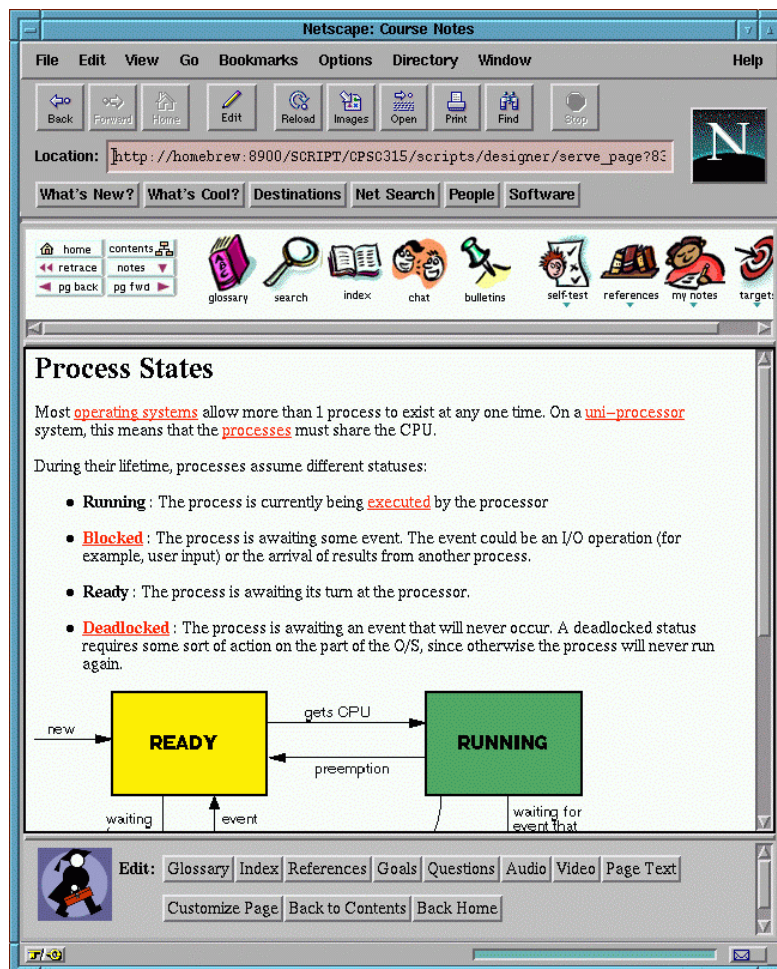 Netscape: Course Notes
File Edit View Go Bookmarks Options Directory Window Help
Back Forward Home Edit Reload Images Open Print Find Stop
N
Location: http://homebrew:8900/SCRIPT/CPSC315/scripts/designer/serve_page?83
What's New? What's Cool? Destinations Net Search People Software
home contents
retrace notes
pg back pg fwd
glossary search index chat bulletins self-test references my notes targets
Process States
Most operating systems allow more than 1 process to exist at any one time. On a uni-processor
system, this means that the processes must share the CPU.
During their lifetime, processes assume different statuses:
• Running : The process is currently being executed by the processor
• Blocked : The process is awaiting some event. The event could be an I/O operation (for
example, user input) or the arrival of results from another process.
• Ready : The process is awaiting its turn at the processor.
• Deadlocked : The process is awaiting an event that will never occur. A deadlocked status
requires some sort of action on the part of the O/S, since otherwise the process will never run
again.
new
READY
gets CPU
preemption
RUNNING
waiting
event
waiting for
event that
Edit: Glossary Index References Goals Questions Audio Video Page Text
Customize Page Back to Contents Back Home